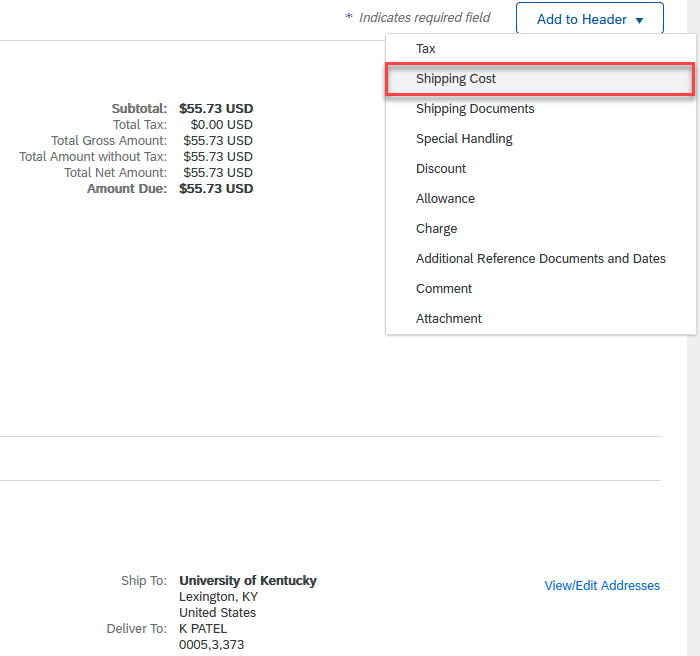 * Indicates required field
Add to Header ▼
Tax
Shipping Cost
Shipping Documents
Special Handling
Discount
Allowance
Charge
Additional Reference Documents and Dates
Comment
Attachment
Subtotal: $55.73 USD
Total Tax: $0.00 USD
Total Gross Amount: $55.73 USD
Total Amount without Tax: $55.73 USD
Total Net Amount: $55.73 USD
Amount Due: $55.73 USD
Ship To: University of Kentucky
Lexington, KY
United States
View/Edit Addresses
Deliver To: K PATEL
0005,3,373